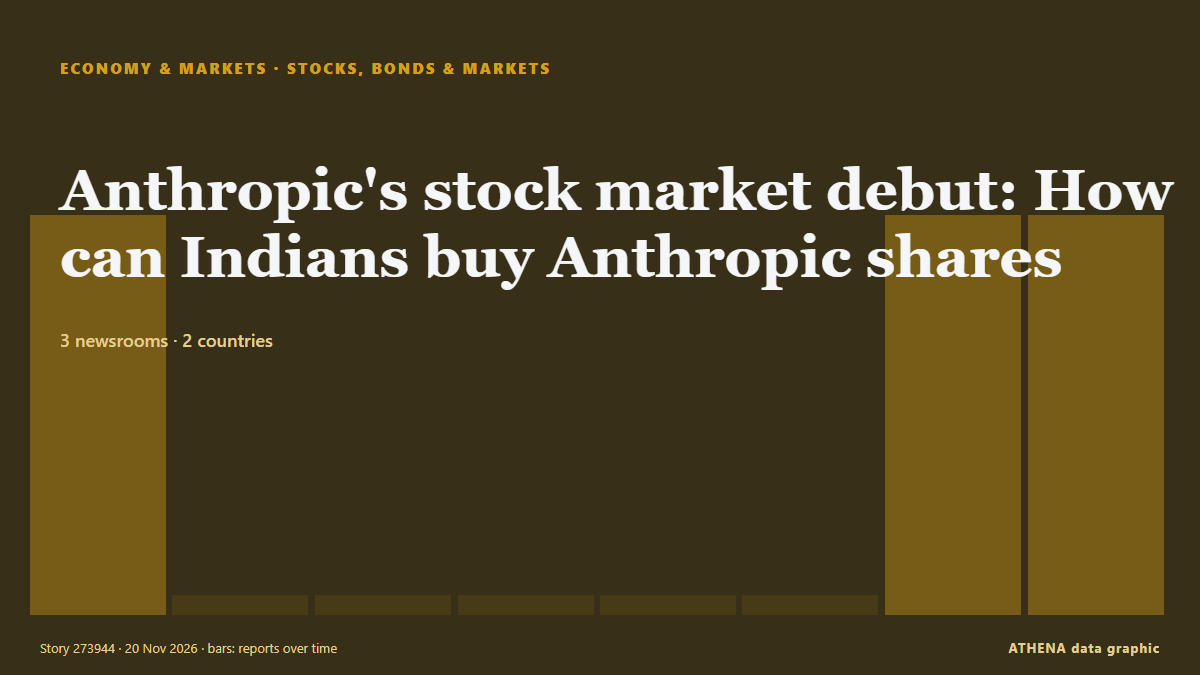 ECONOMY & MARKETS · STOCKS, BONDS & MARKETS
Anthropic's stock market debut: How
can Indians buy Anthropic shares
3 newsrooms · 2 countries
Story 273944 · 20 Nov 2026 · bars: reports over time
ATHENA data graphic